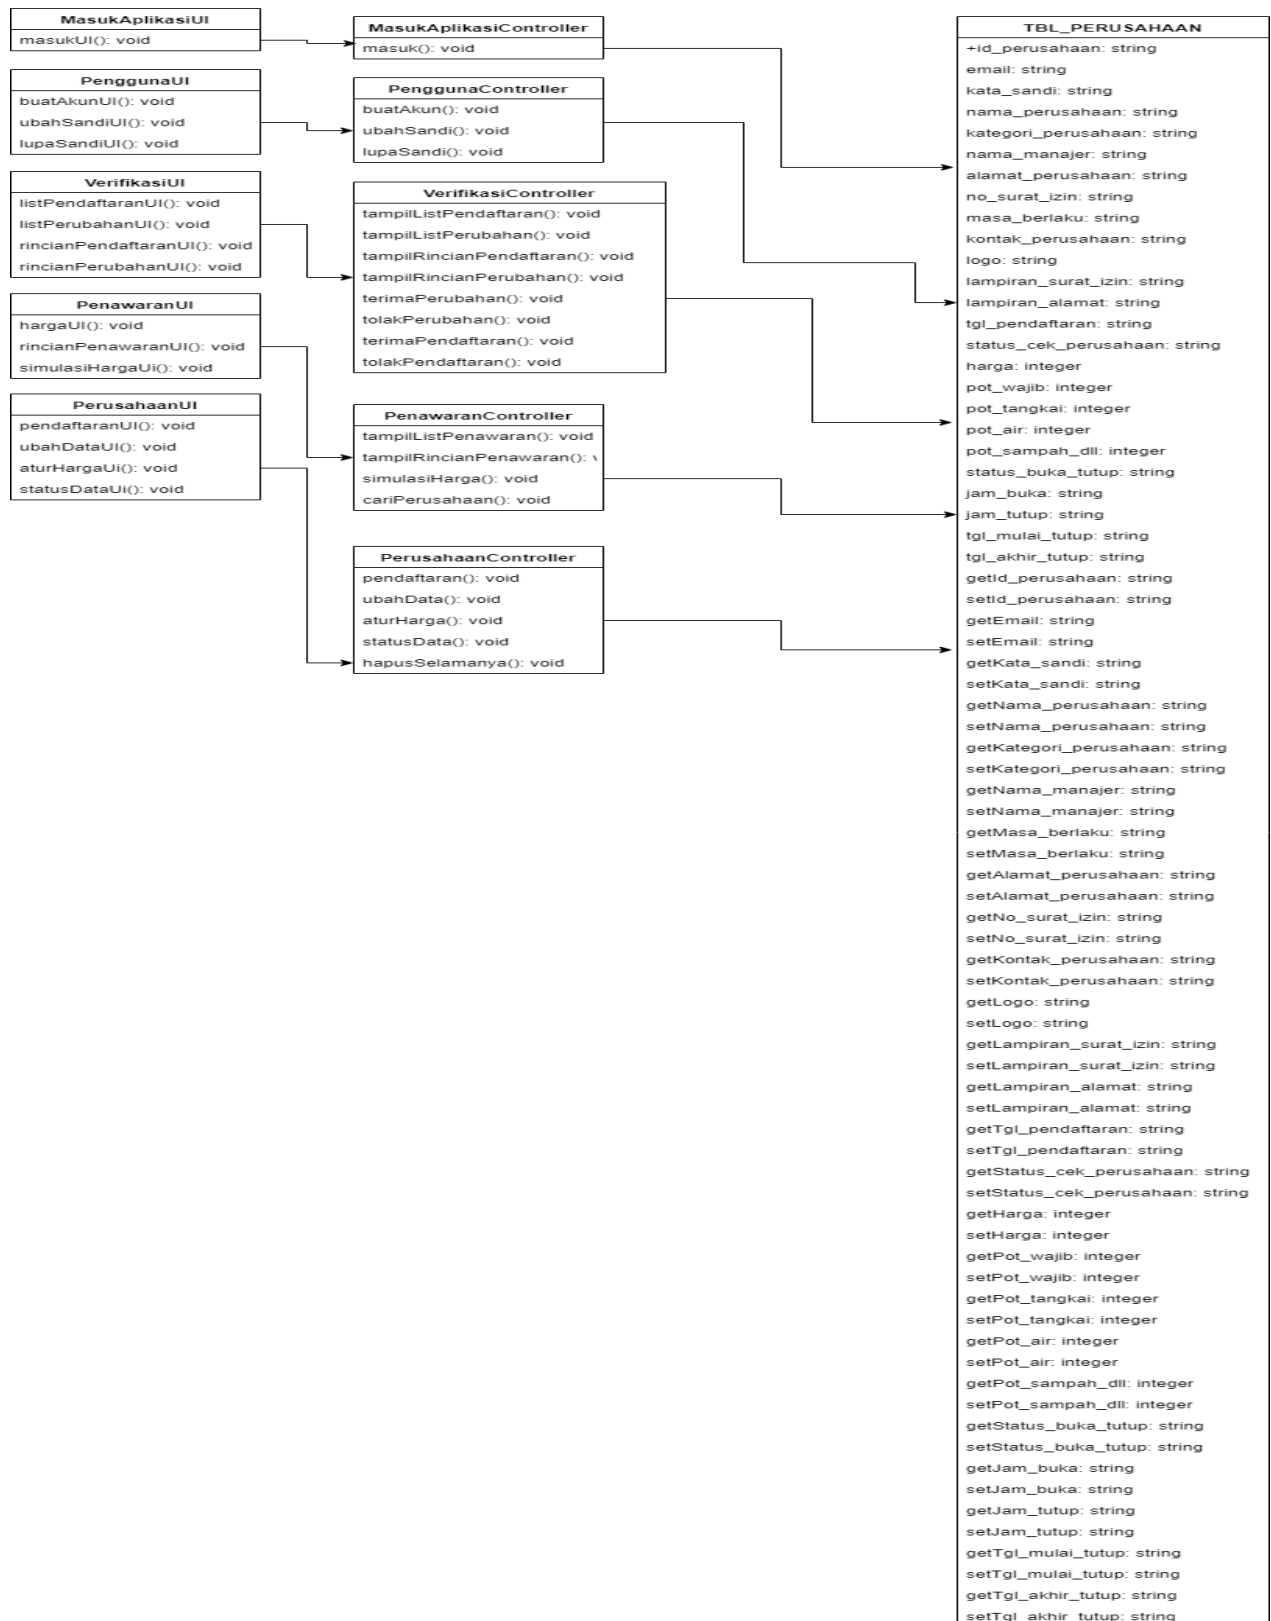 MasukAplikasiUI
masukUI(): void
PenggunaUI
buatAkunUI(): void
ubahSandiUI(): void
lupaSandiUI(): void
VerifikasiUI
listPendaftaranUI(): void
listPerubahanUI(): void
rincianPendaftaranUI(): void
rincianPerubahanUI(): void
PenawaranUI
hargaUI(): void
rincianPenawaranUI(): void
simulasiHargaUi(): void
PerusahaanUI
pendaftaranUI(): void
ubahDataUI(): void
aturHargaUi(): void
statusDataUi(): void
MasukAplikasiController
masuk(): void
PenggunaController
buatAkun(): void
ubahSandi(): void
lupaSandi(): void
VerifikasiController
tampilListPendaftaran(): void
tampilListPerubahan(): void
tampilRincianPendaftaran(): void
tampilRincianPerubahan(): void
terimaPerubahan(): void
tolakPerubahan(): void
terimaPendaftaran(): void
tolakPendaftaran(): void
PenawaranController
tampilListPenawaran(): void
tampilRincianPenawaran():
simulasiHarga(): void
cariPerusahaan(): void
PerusahaanController
pendaftaran(): void
ubahData(): void
aturHarga(): void
statusData(): void
hapusSelamanya(): void
TBL_PERUSAHAAN
+id_perusahaan: string
email: string
kata_sandi: string
nama_perusahaan: string
kategori_perusahaan: string
nama_manajer: string
alamat_perusahaan: string
no_surat_izin: string
masa_berlaku: string
kontak_perusahaan: string
logo: string
lampiran_surat_izin: string
lampiran_alamat: string
tgl_pendaftaran: string
status_cek_perusahaan: string
harga: integer
pot_wajib: integer
pot_tangkai: integer
pot_air: integer
pot_sampah_dll: integer
status_buka_tutup: string
jam_buka: string
jam_tutup: string
tgl_mulai_tutup: string
tgl_akhir_tutup: string
getId_perusahaan: string
setId_perusahaan: string
getEmail: string
setEmail: string
getKata_sandi: string
setKata_sandi: string
getNama_perusahaan: string
setNama_perusahaan: string
getKategori_perusahaan: string
setKategori_perusahaan: string
getNama_manajer: string
setNama_manajer: string
getMasa_berlaku: string
setMasa_berlaku: string
getAlamat_perusahaan: string
setAlamat_perusahaan: string
getNo_surat_izin: string
setNo_surat_izin: string
getKontak_perusahaan: string
setKontak_perusahaan: string
getLogo: string
setLogo: string
getLampiran_surat_izin: string
setLampiran_surat_izin: string
getLampiran_alamat: string
setLampiran_alamat: string
getTgl_pendaftaran: string
setTgl_pendaftaran: string
getStatus_cek_perusahaan: string
setStatus_cek_perusahaan: string
getHarga: integer
setHarga: integer
getPot_wajib: integer
setPot_wajib: integer
getPot_tangkai: integer
setPot_tangkai: integer
getPot_air: integer
setPot_air: integer
getPot_sampah_dll: integer
setPot_sampah_dll: integer
getStatus_buka_tutup: string
setStatus_buka_tutup: string
getJam_buka: string
setJam_buka: string
getJam_tutup: string
setJam_tutup: string
getTgl_mulai_tutup: string
setTgl_mulai_tutup: string
getTgl_akhir_tutup: string
setTgl_akhir_tutup: string